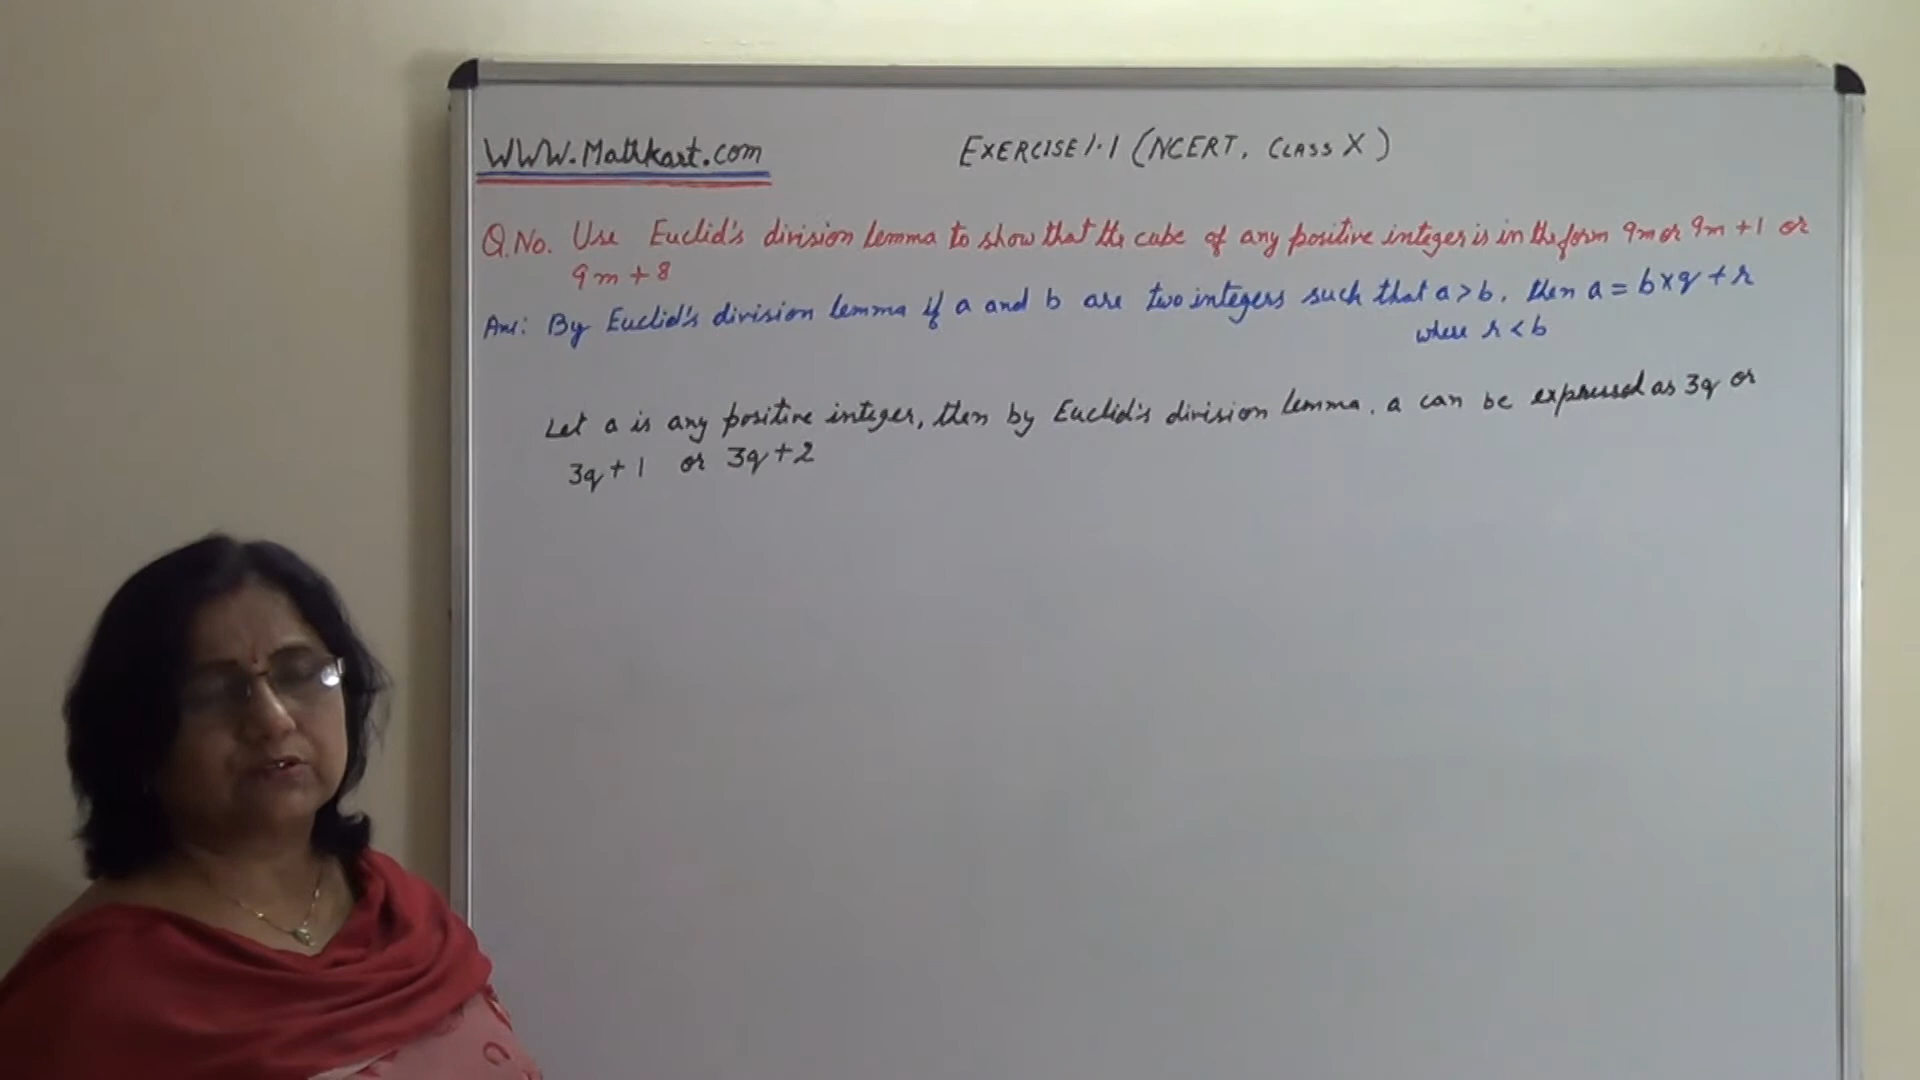 WWW.Mathkart.com
EXERCISE 1.1 (NCERT, CLASS X)
Q.No. Use Euclid's division lemma to show that the cube of any positive integer is in the form 9m or 9m +1 or
9m + 8
Ans: By Euclid's division lemma if a and b are two integers such that a > b, then a = b×q + r
where r < b
Let a is any positive integer, then by Euclid's division lemma, a can be expressed as 3q or
3q + 1 or 3q + 2